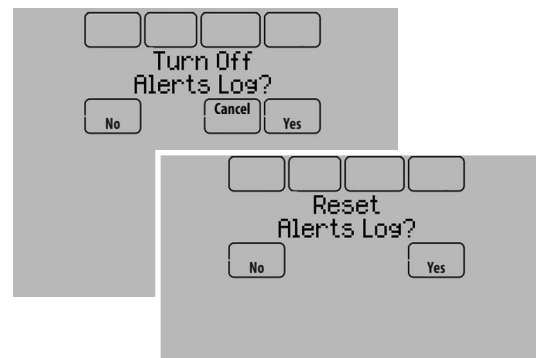 Turn Off
Alerts Log?
No Cancel Yes
Reset
Alerts Log?
No Yes